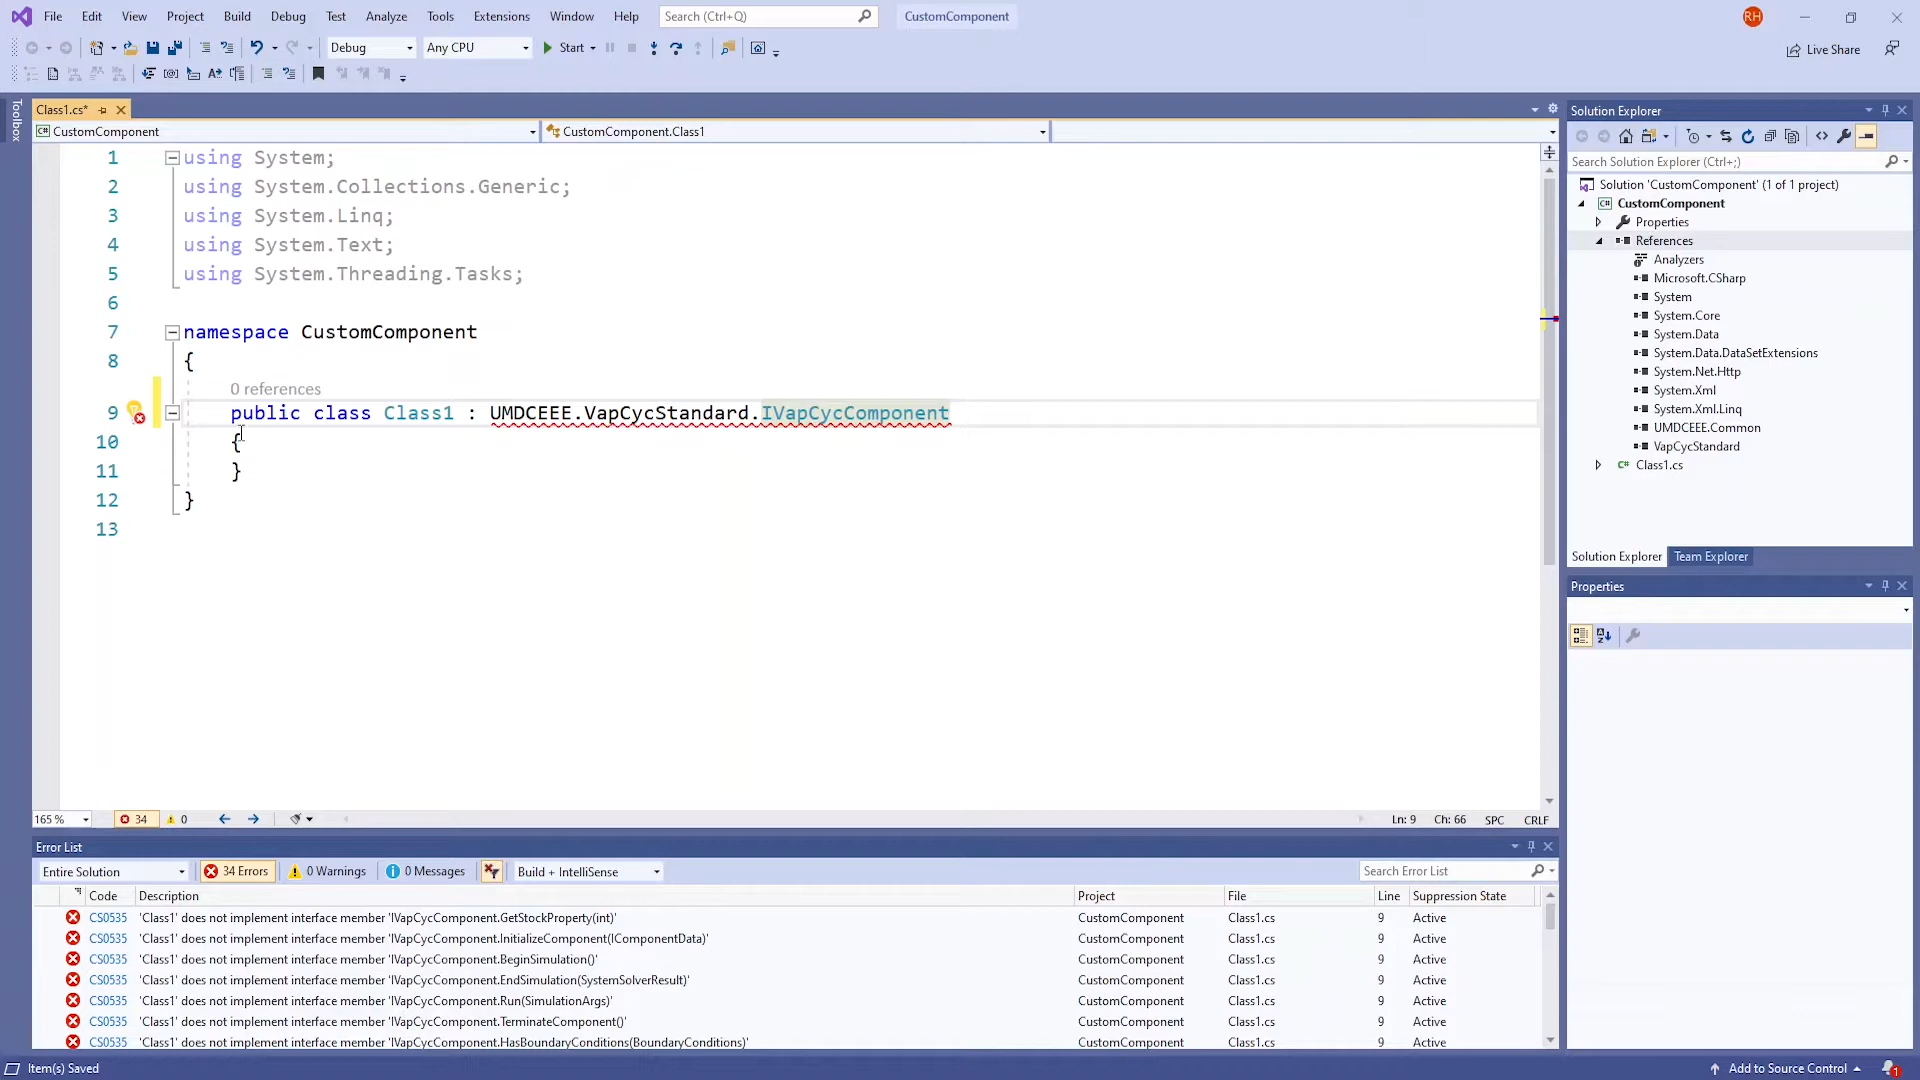 File Edit View Project Build Debug Test Analyze Tools Extensions Window Help Search (Ctrl+Q) CustomComponent RH
Debug Any CPU Start Live Share
Toolbox
Class1.cs*
CustomComponent CustomComponent.Class1
1 using System;
2 using System.Collections.Generic;
3 using System.Linq;
4 using System.Text;
5 using System.Threading.Tasks;
6
7 namespace CustomComponent
8 {
0 references
9 public class Class1 : UMDCEEE.VapCycStandard.IVapCycComponent
10 {
11 }
12 }
13
165 % 34 0 Ln: 9 Ch: 66 SPC CRLF
Solution Explorer
Search Solution Explorer (Ctrl+;)
Solution 'CustomComponent' (1 of 1 project)
CustomComponent
Properties
References
Analyzers
Microsoft.CSharp
System
System.Core
System.Data
System.Data.DataSetExtensions
System.Net.Http
System.Xml
System.Xml.Linq
UMDCEEE.Common
VapCycStandard
C# Class1.cs
Solution Explorer Team Explorer
Properties
Error List
Entire Solution 34 Errors 0 Warnings 0 Messages Build + IntelliSense Search Error List
Code Description Project File Line Suppression State
CS0535 'Class1' does not implement interface member 'IVapCycComponent.GetStockProperty(int)' CustomComponent Class1.cs 9 Active
CS0535 'Class1' does not implement interface member 'IVapCycComponent.InitializeComponent(IComponentData)' CustomComponent Class1.cs 9 Active
CS0535 'Class1' does not implement interface member 'IVapCycComponent.BeginSimulation()' CustomComponent Class1.cs 9 Active
CS0535 'Class1' does not implement interface member 'IVapCycComponent.EndSimulation(SystemSolverResult)' CustomComponent Class1.cs 9 Active
CS0535 'Class1' does not implement interface member 'IVapCycComponent.Run(SimulationArgs)' CustomComponent Class1.cs 9 Active
CS0535 'Class1' does not implement interface member 'IVapCycComponent.TerminateComponent()' CustomComponent Class1.cs 9 Active
CS0535 'Class1' does not implement interface member 'IVapCycComponent.HasBoundaryConditions(BoundaryConditions)' CustomComponent Class1.cs 9 Active
Item(s) Saved Add to Source Control 1